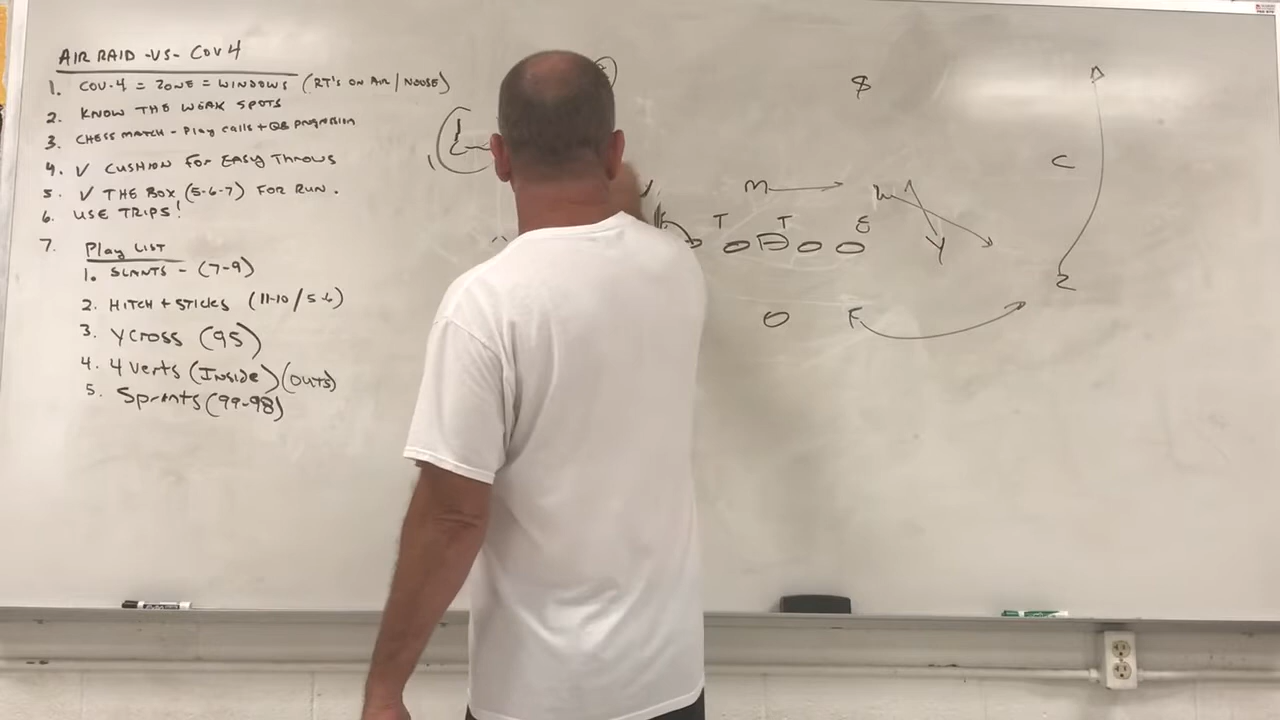 AIR RAID -VS- COV 4
1. COV-4 = ZONE = WINDOWS (RT'S ON AIR / NOOSE)
2. KNOW THE WEAK SPOTS
3. CHESS MATCH - Play calls + QB progression
4. ✓ CUSHION FOR EASY THROWS
5. ✓ THE BOX (5-6-7) FOR RUN.
6. USE TRIPS!
7. Play LIST
1. SLANTS - (7-9)
2. HITCH + STICKS (11-10 / 5-6)
3. Y CROSS (95)
4. 4 Verts (INSIDE) (OUTS)
5. Sprints (99-98)
$
C
M W
T T E
Y
Z
F